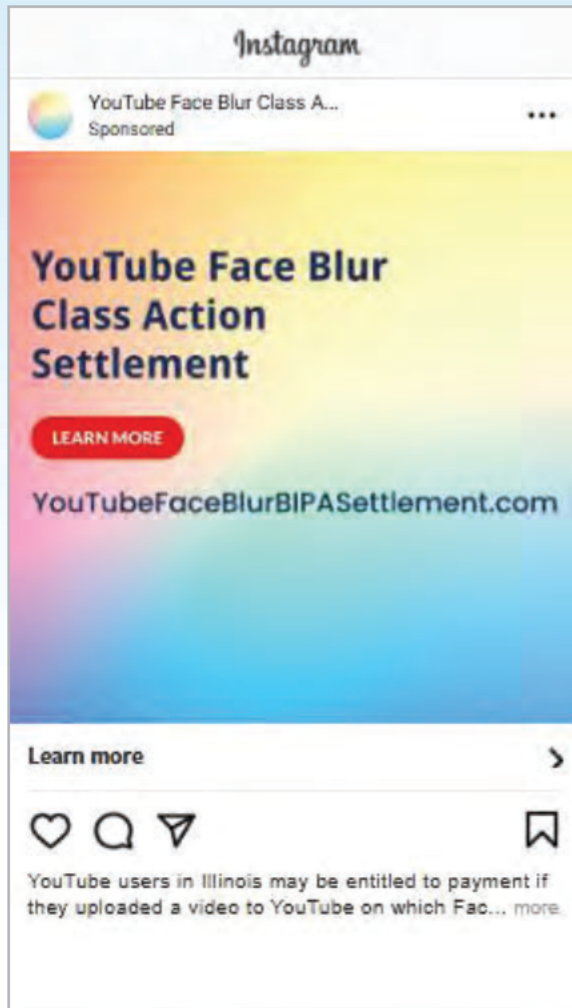 Instagram
YouTube Face Blur Class A...
Sponsored
YouTube Face Blur
Class Action
Settlement
LEARN MORE
YouTubeFaceBlurBIPASettlement.com
Learn more
YouTube users in Illinois may be entitled to payment if
they uploaded a video to YouTube on which Fac... more